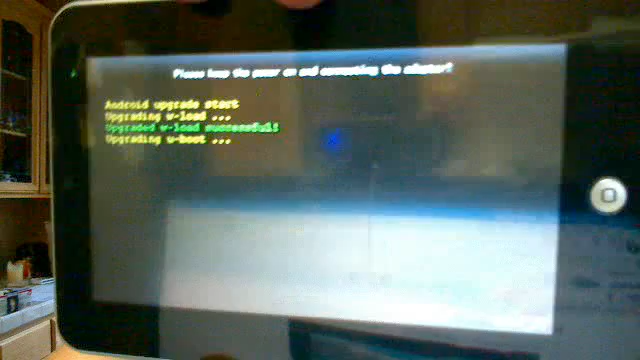 Please keep the power on and connecting the adapter!
Android upgrade start
Upgrading w-load ...
Upgraded w-load successful!
Upgrading u-boot ...